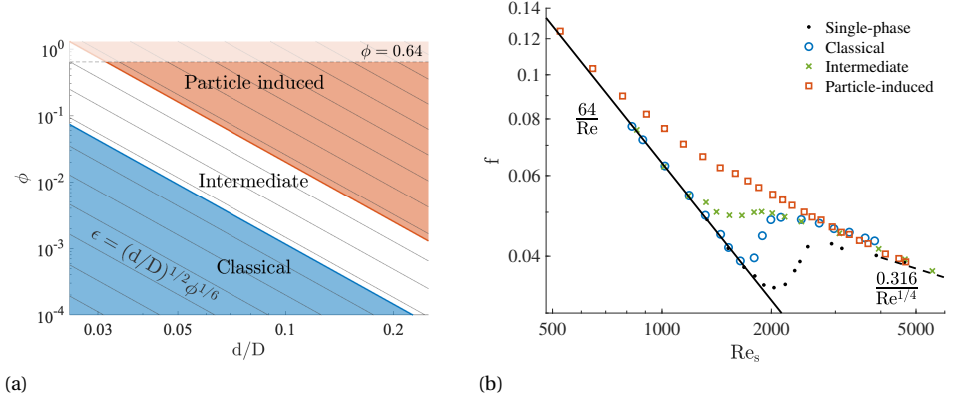 10^0
10^-1
10^-2
10^-3
10^-4
ϕ
ϕ = 0.64
Particle induced
Intermediate
Classical
ϵ = (d/D)^1/2 ϕ^1/6
0.03
0.05
0.1
0.2
d/D
(a)
f
0.14
0.12
0.1
0.08
0.06
0.04
Single-phase
Classical
Intermediate
Particle-induced
64
Re
0.316
Re^1/4
500
1000
2000
5000
Re_s
(b)